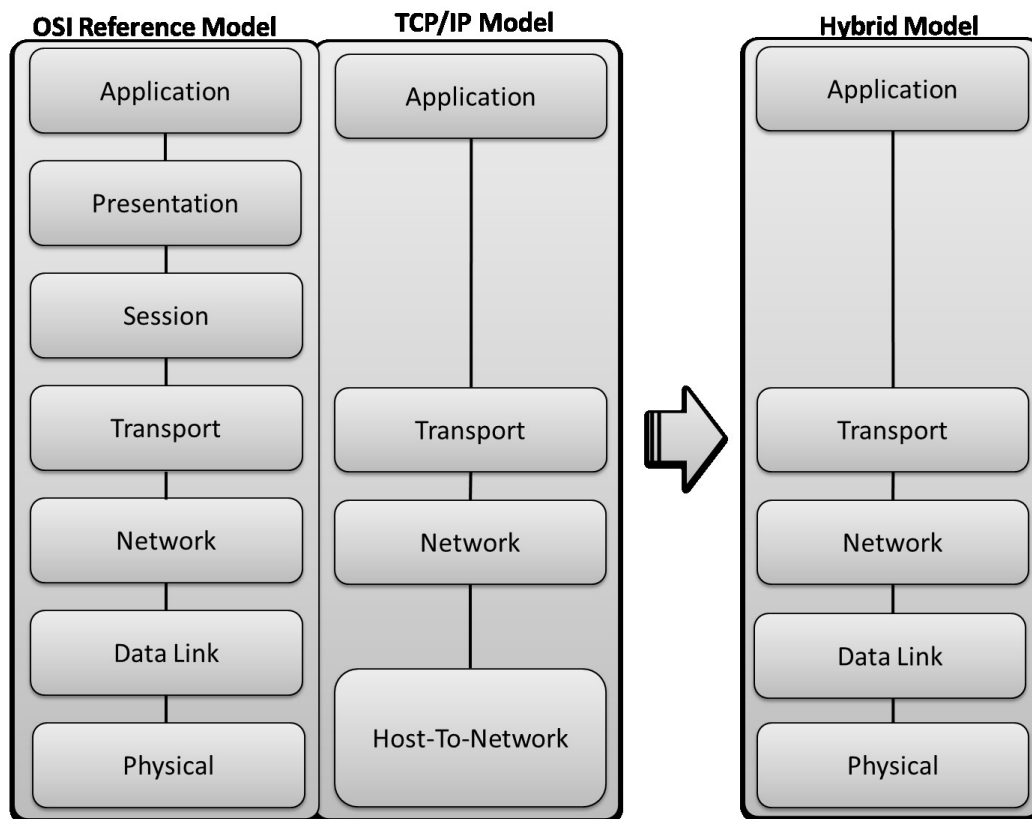 OSI Reference Model
Application
Presentation
Session
Transport
Network
Data Link
Physical
TCP/IP Model
Application
Transport
Network
Host-To-Network
Hybrid Model
Application
Transport
Network
Data Link
Physical